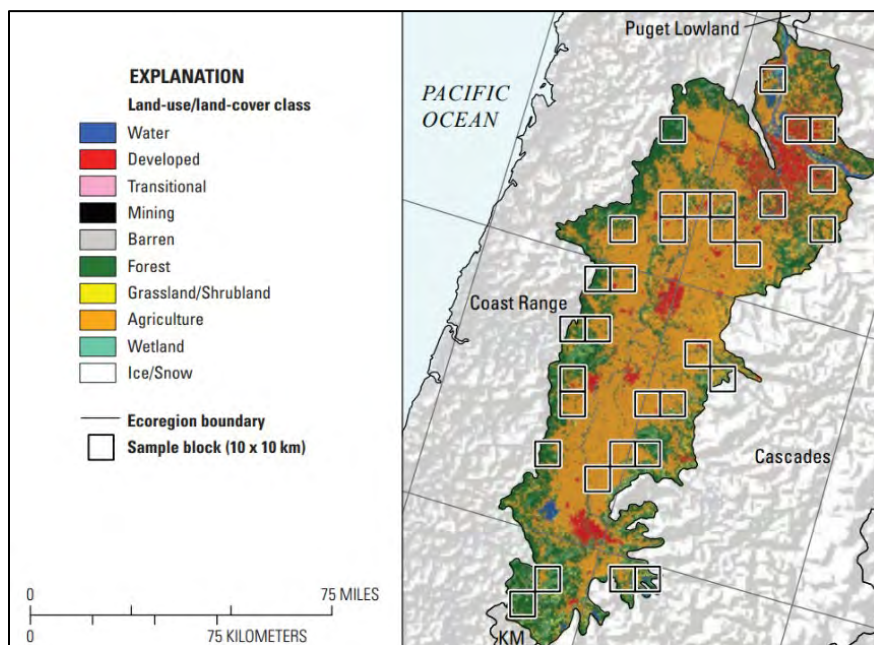 EXPLANATION
Land-use/land-cover class
Water
Developed
Transitional
Mining
Barren
Forest
Grassland/Shrubland
Agriculture
Wetland
Ice/Snow
Ecoregion boundary
Sample block (10 x 10 km)
0 75 MILES
0 75 KILOMETERS
Puget Lowland
PACIFIC
OCEAN
Coast Range
Cascades
KM